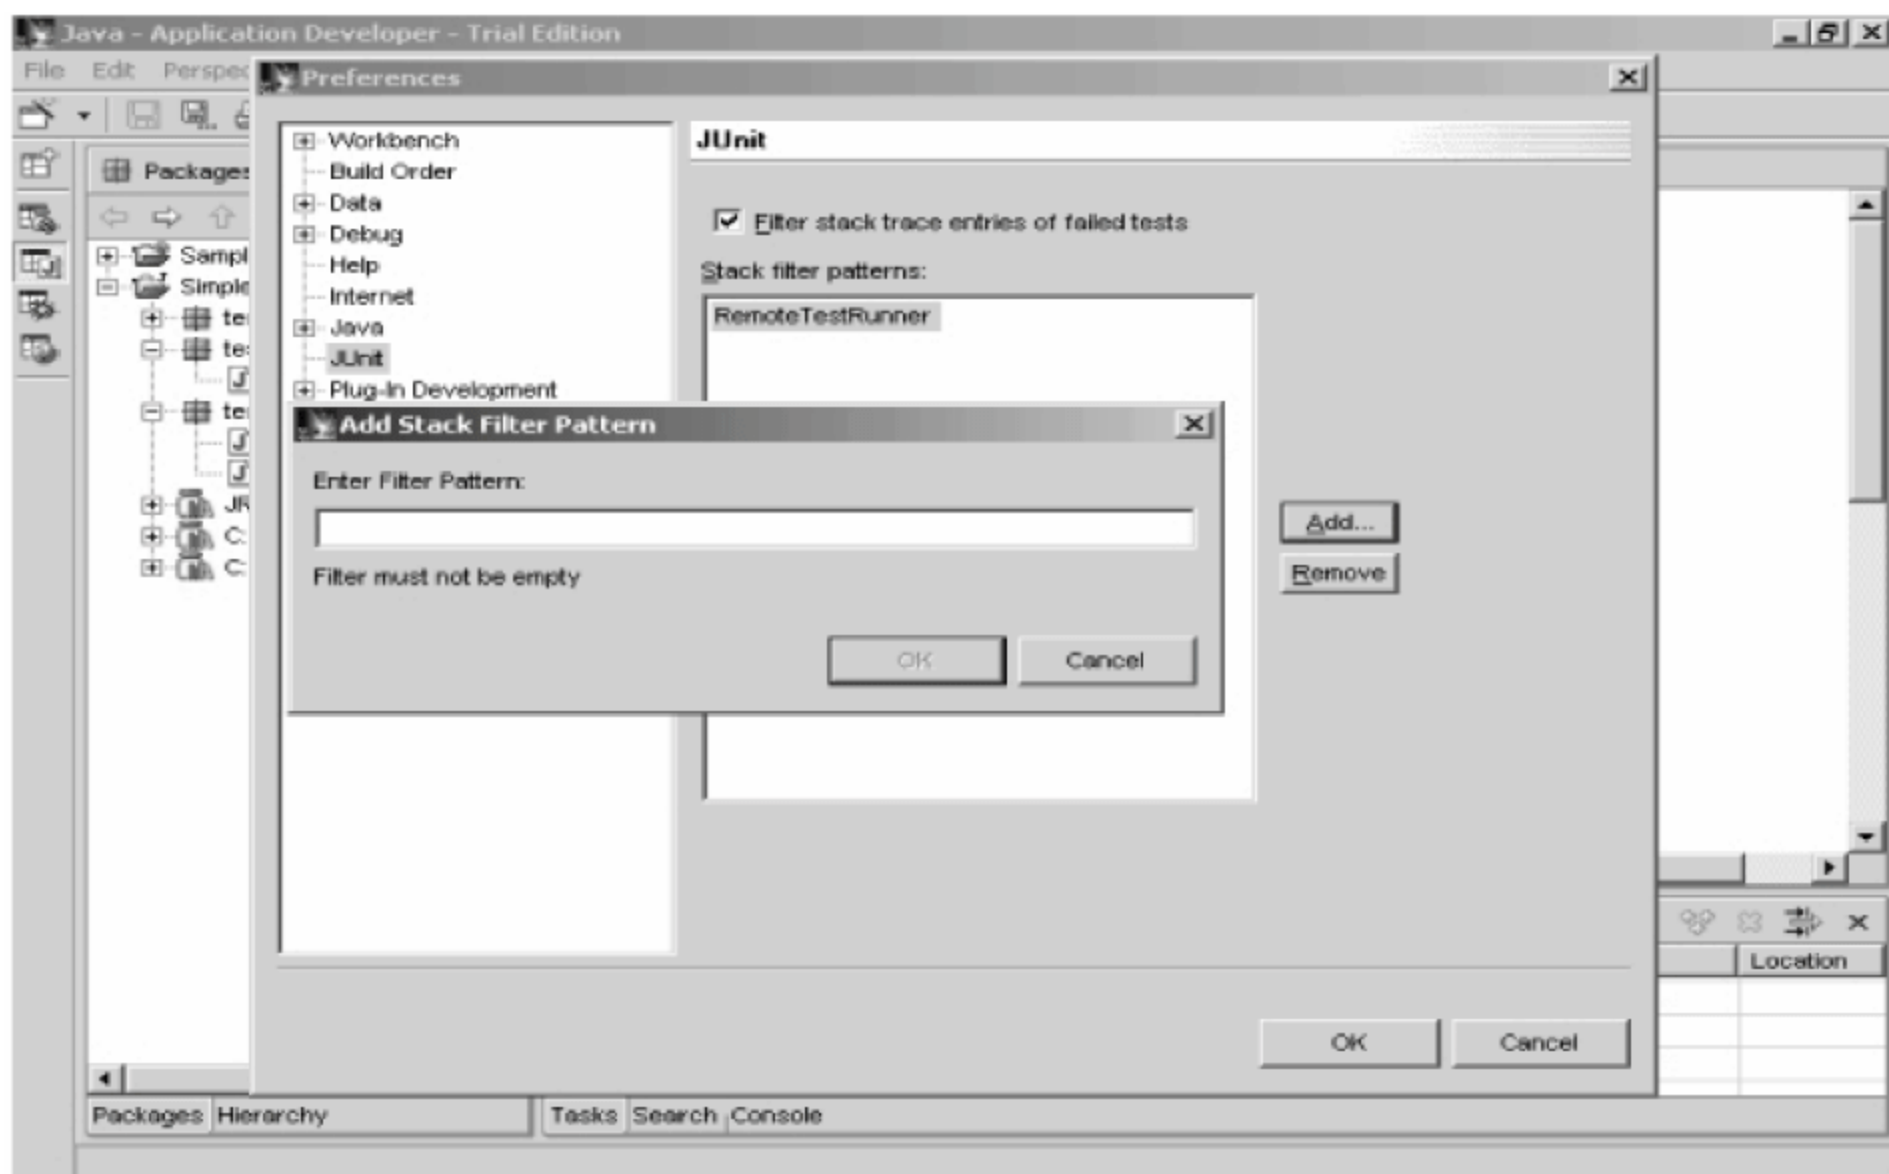 Java - Application Developer - Trial Edition
File Edit
Preferences
Workbench
Build Order
Data
Debug
Help
Internet
Java
JUnit
Plug-In Development
JUnit
Filter stack trace entries of failed tests
Stack filter patterns:
RemoteTestRunner
Add Stack Filter Pattern
Enter Filter Pattern:
Filter must not be empty
OK Cancel
Add...
Remove
OK Cancel
Packages
C:
C:
Location
Packages Hierarchy
Tasks Search Console